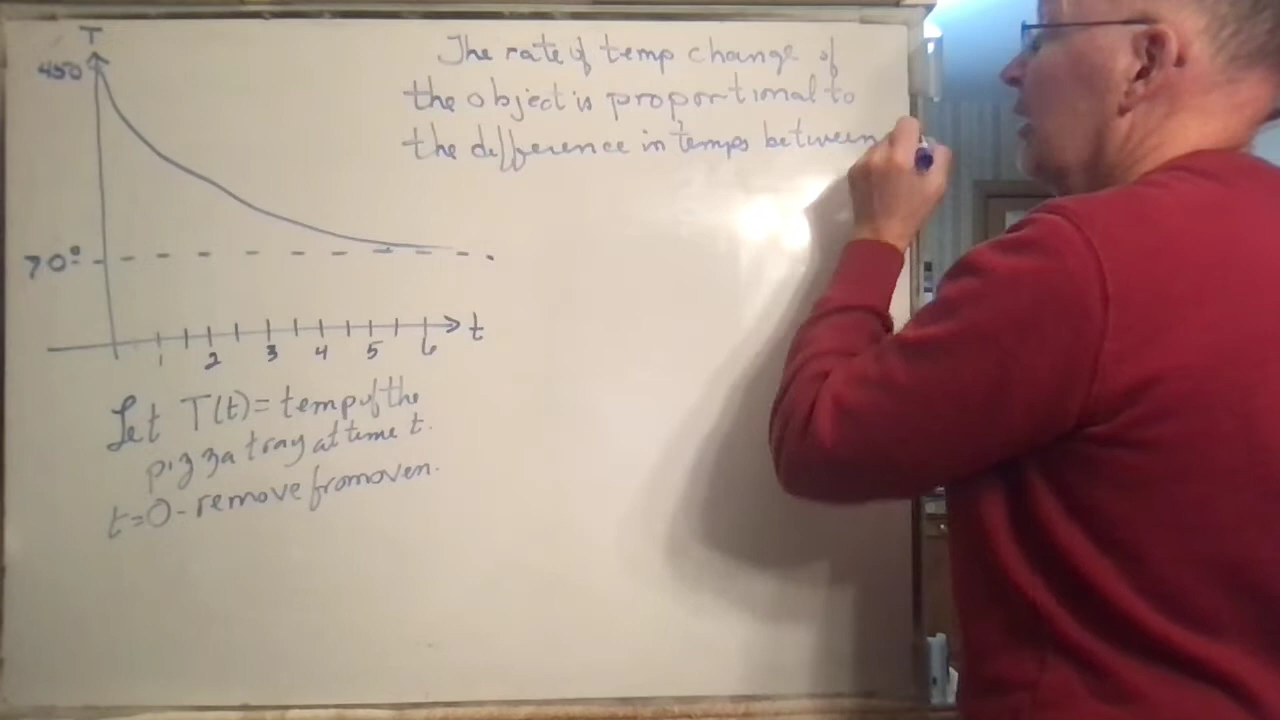 T
450
70°
1 2 3 4 5 6
t
The rate of temp change of
the object is proportional to
the difference in temps between
Let T(t)= temp of the
pizza tray at time t.
t=0 - remove from oven.